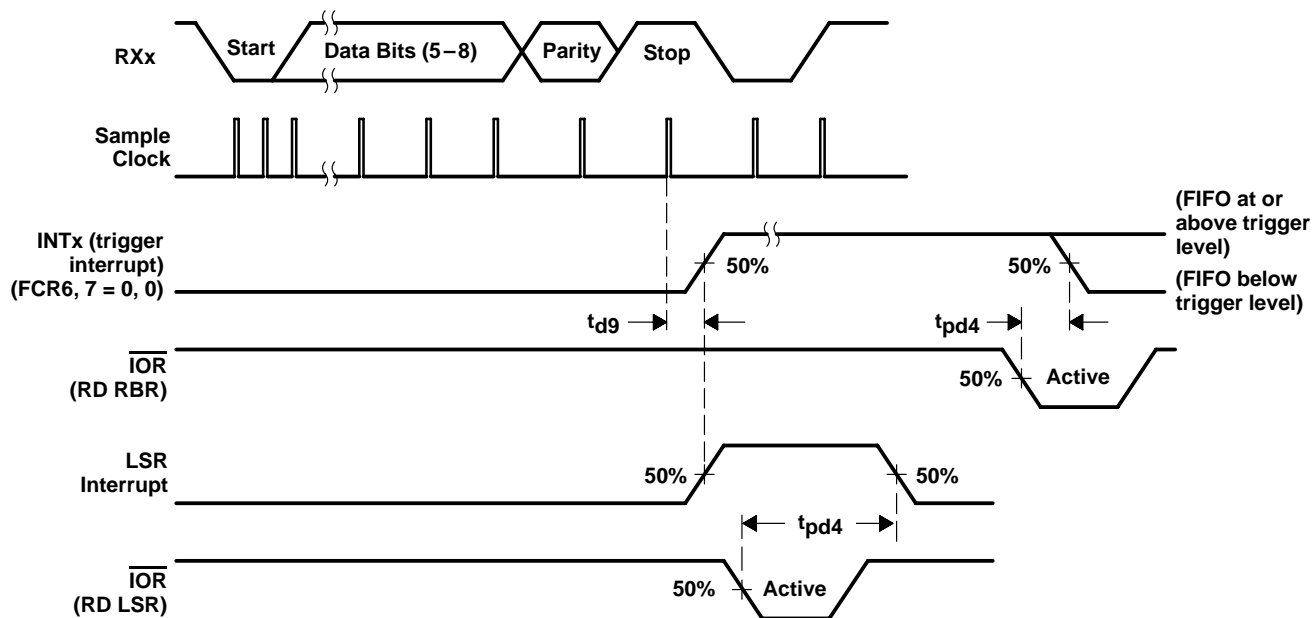 RXx
Start
Data Bits (5–8)
Parity
Stop
Sample
Clock
INTx (trigger
interrupt)
(FCR6, 7 = 0, 0)
50%
50%
(FIFO at or
above trigger
level)
(FIFO below
trigger level)
td9
tpd4
IOR
(RD RBR)
50%
Active
LSR
Interrupt
50%
50%
tpd4
IOR
(RD LSR)
50%
Active